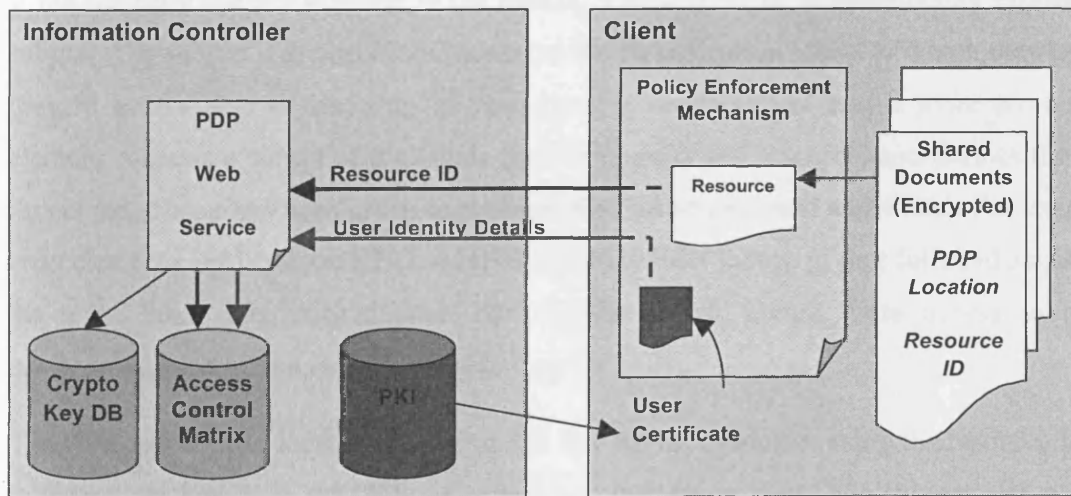 Information Controller
PDP
Web
Service
Resource ID
User Identity Details
Crypto
Key DB
Access
Control
Matrix
PKI
Client
Policy Enforcement
Mechanism
Resource
User
Certificate
Shared
Documents
(Encrypted)
PDP
Location
Resource
ID